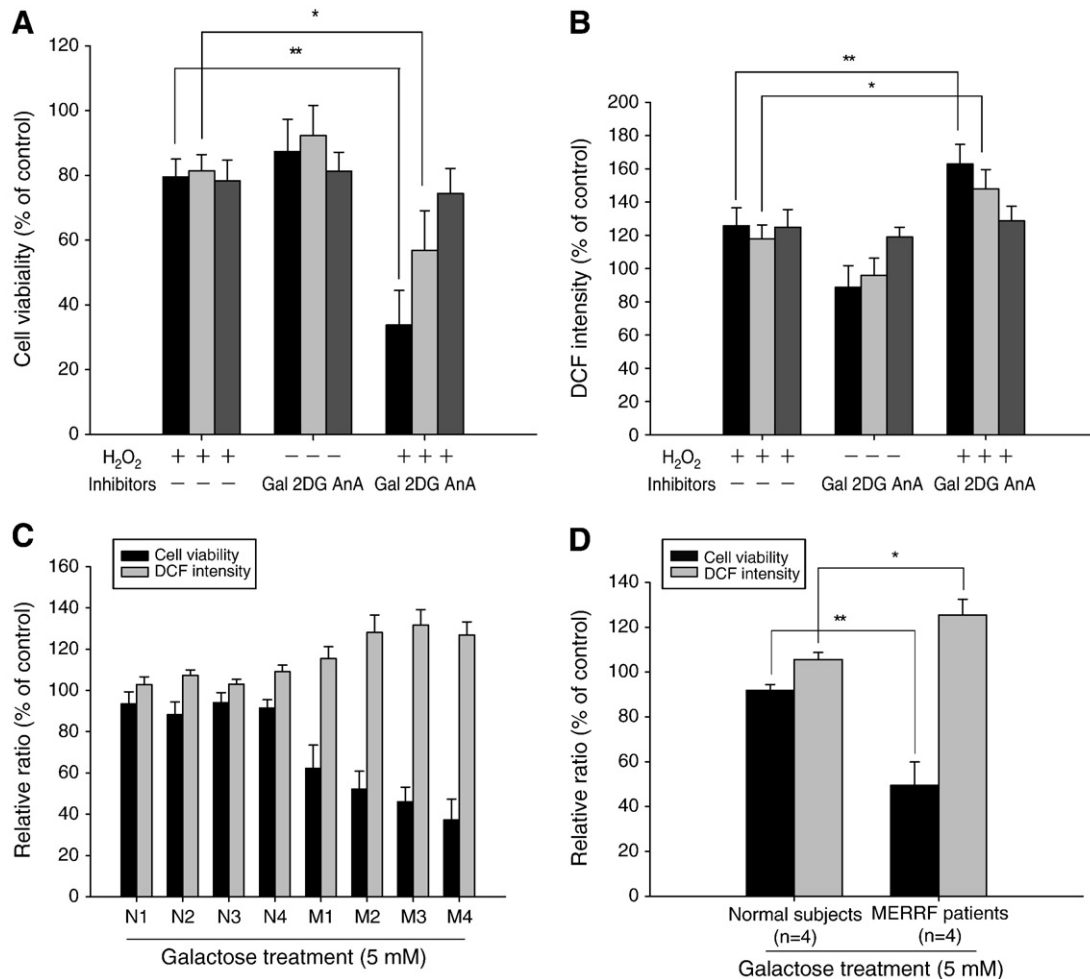 A
*
**
120
100
80
60
40
20
0
Cell viabiality (% of control)
H₂O₂ + + + − − − + + +
Inhibitors − − − Gal 2DG AnA Gal 2DG AnA
B
**
*
200
180
160
140
120
100
80
60
40
20
0
DCF intensity (% of control)
H₂O₂ + + + − − − + + +
Inhibitors − − − Gal 2DG AnA Gal 2DG AnA
C
Cell viability
DCF intensity
160
140
120
100
80
60
40
20
0
Relative ratio (% of control)
N1 N2 N3 N4 M1 M2 M3 M4
Galactose treatment (5 mM)
D
Cell viability
DCF intensity
*
**
140
120
100
80
60
40
20
0
Relative ratio (% of control)
Normal subjects MERRF patients
(n=4) (n=4)
Galactose treatment (5 mM)